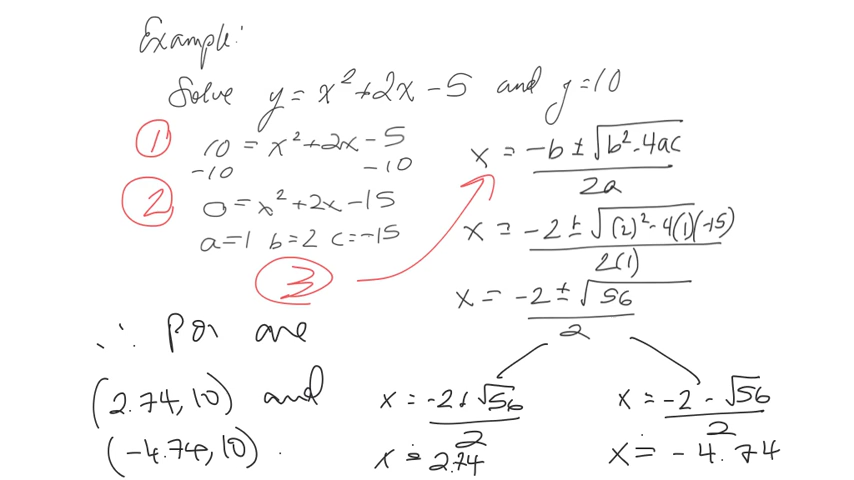 Example:
Solve y = x² + 2x - 5 and y = 10
① 10 = x² + 2x - 5
-10 -10
② 0 = x² + 2x - 15
a = 1 b = 2 c = -15
③
x = -b ± √b² - 4ac
2a
x = -2 ± √(2)² - 4(1)(-15)
2(1)
x = -2 ± √56
2
x = -2 + √56
2
x ≐ 2.74
x = -2 - √56
2
x ≐ -4.74
∴ POI are
(2.74, 10) and
(-4.74, 10).